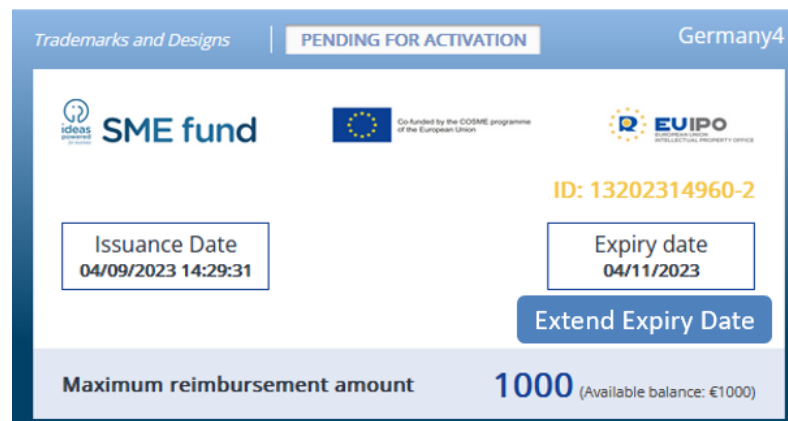 Trademarks and Designs
PENDING FOR ACTIVATION
Germany4
ideas
powered
for business
SME fund
Co-funded by the COSME programme
of the European Union
EUIPO
EUROPEAN UNION
INTELLECTUAL PROPERTY OFFICE
ID: 13202314960-2
Issuance Date
04/09/2023 14:29:31
Expiry date
04/11/2023
Extend Expiry Date
Maximum reimbursement amount
1000 (Available balance: €1000)